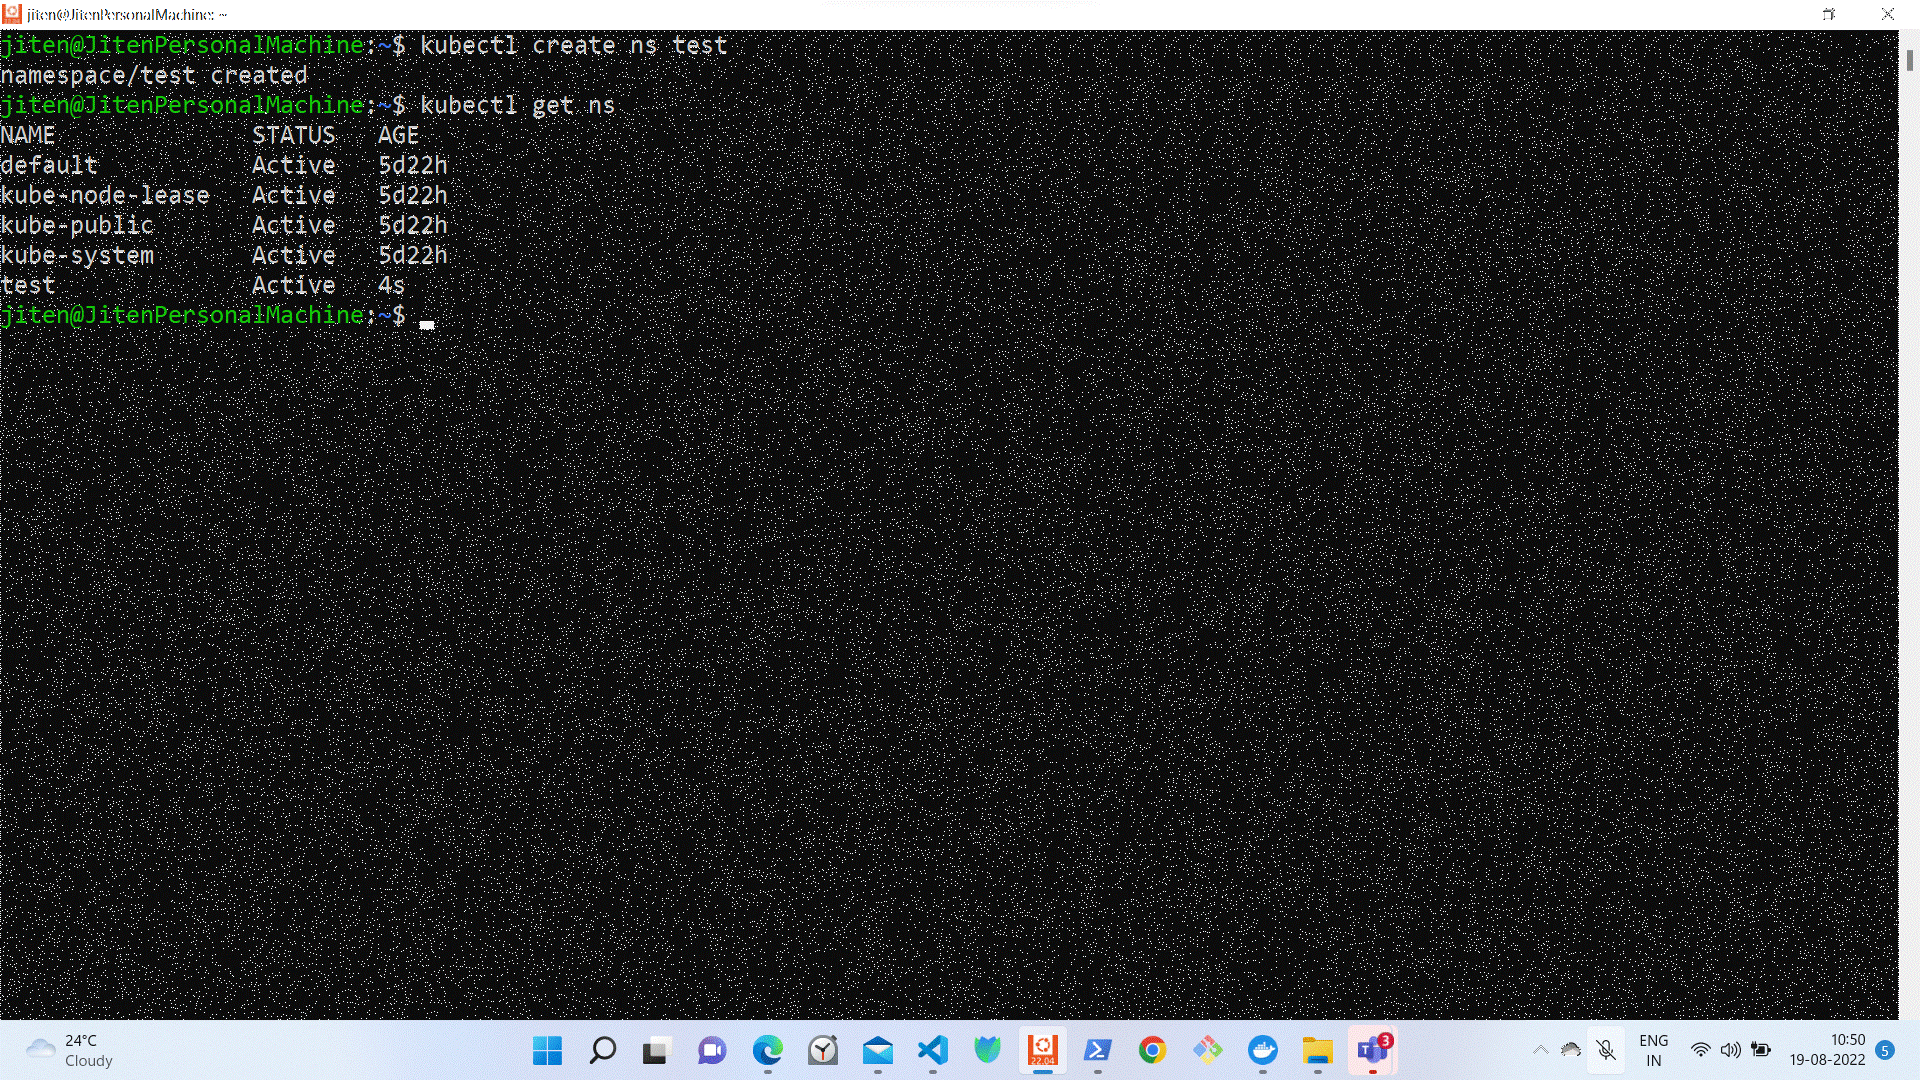 jiten@JitenPersonalMachine: ~
jiten@JitenPersonalMachine:~$ kubectl create ns test
namespace/test created
jiten@JitenPersonalMachine:~$ kubectl get ns
NAME STATUS AGE
default Active 5d22h
kube-node-lease Active 5d22h
kube-public Active 5d22h
kube-system Active 5d22h
test Active 4s
jiten@JitenPersonalMachine:~$
24°C
Cloudy
22.04
3
ENG
IN
10:50
19-08-2022
5